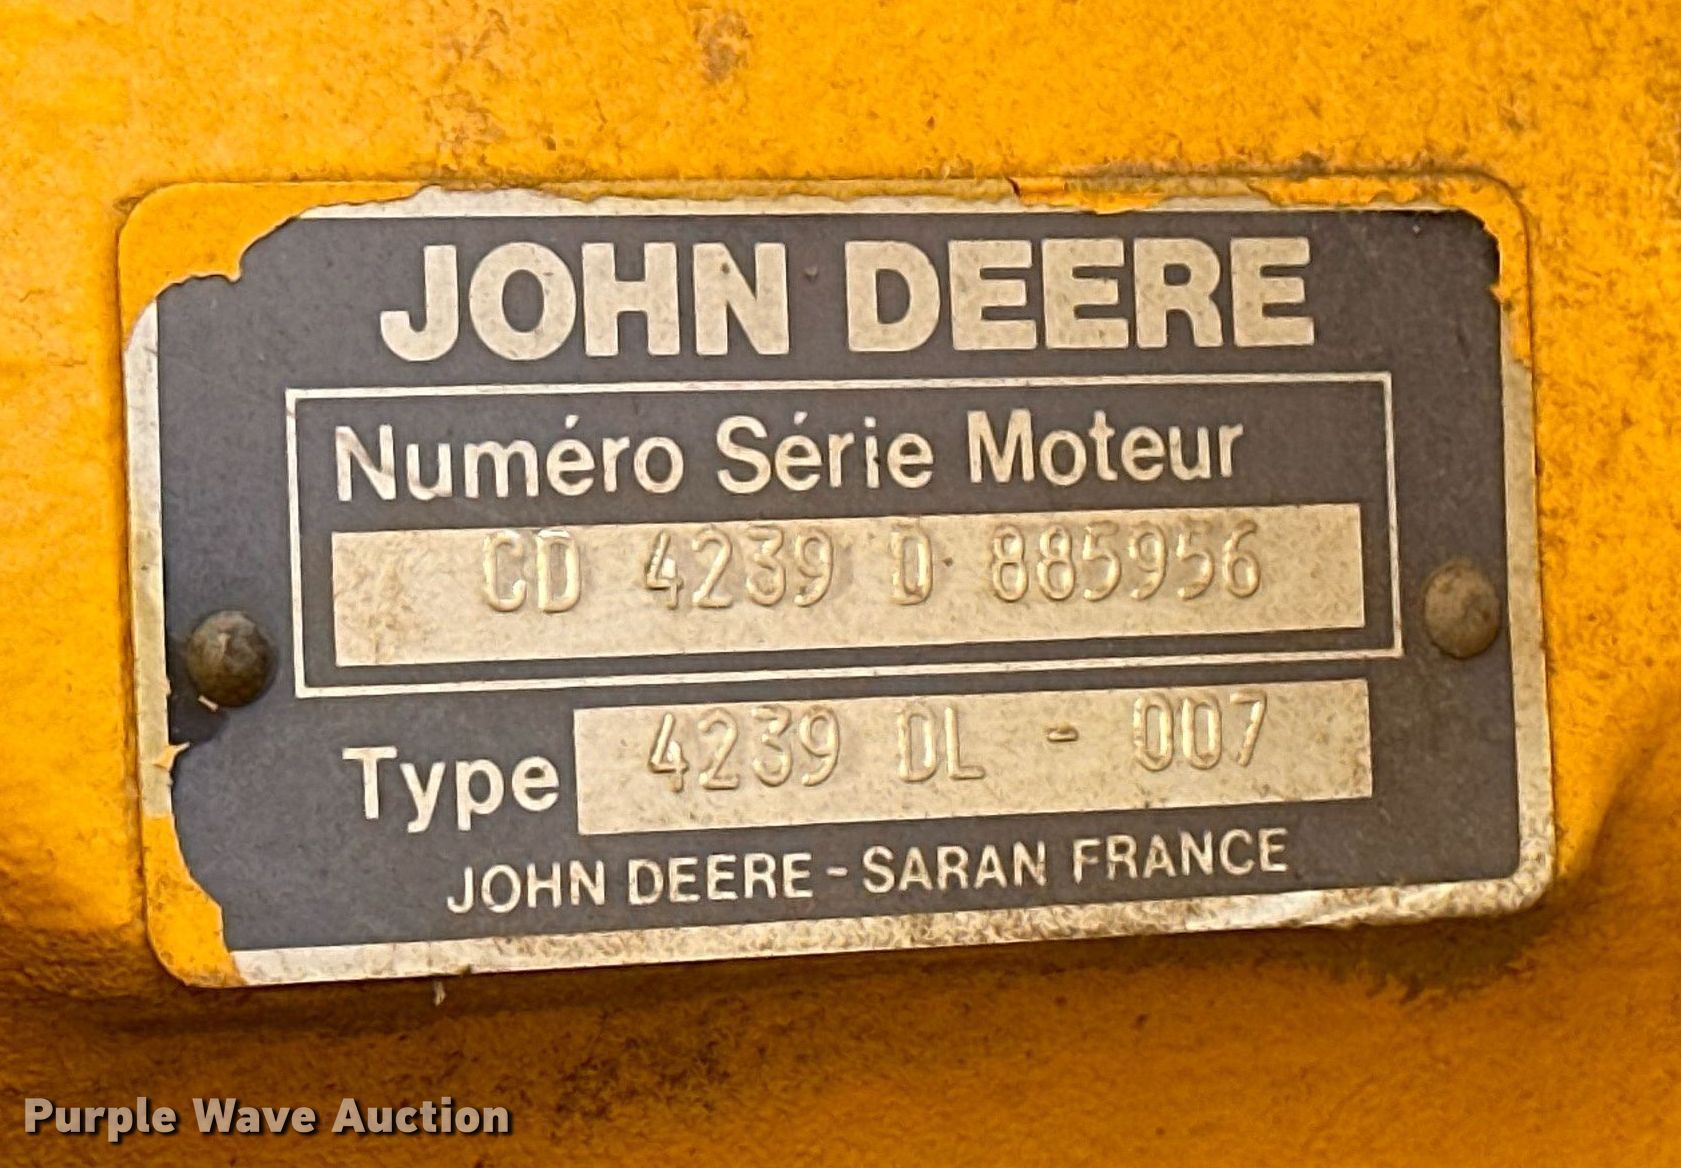 JOHN DEERE
Numéro Série Moteur
CD 4239 D 885956
Type 4239 DL - 007
JOHN DEERE - SARAN FRANCE
Purple Wave Auction